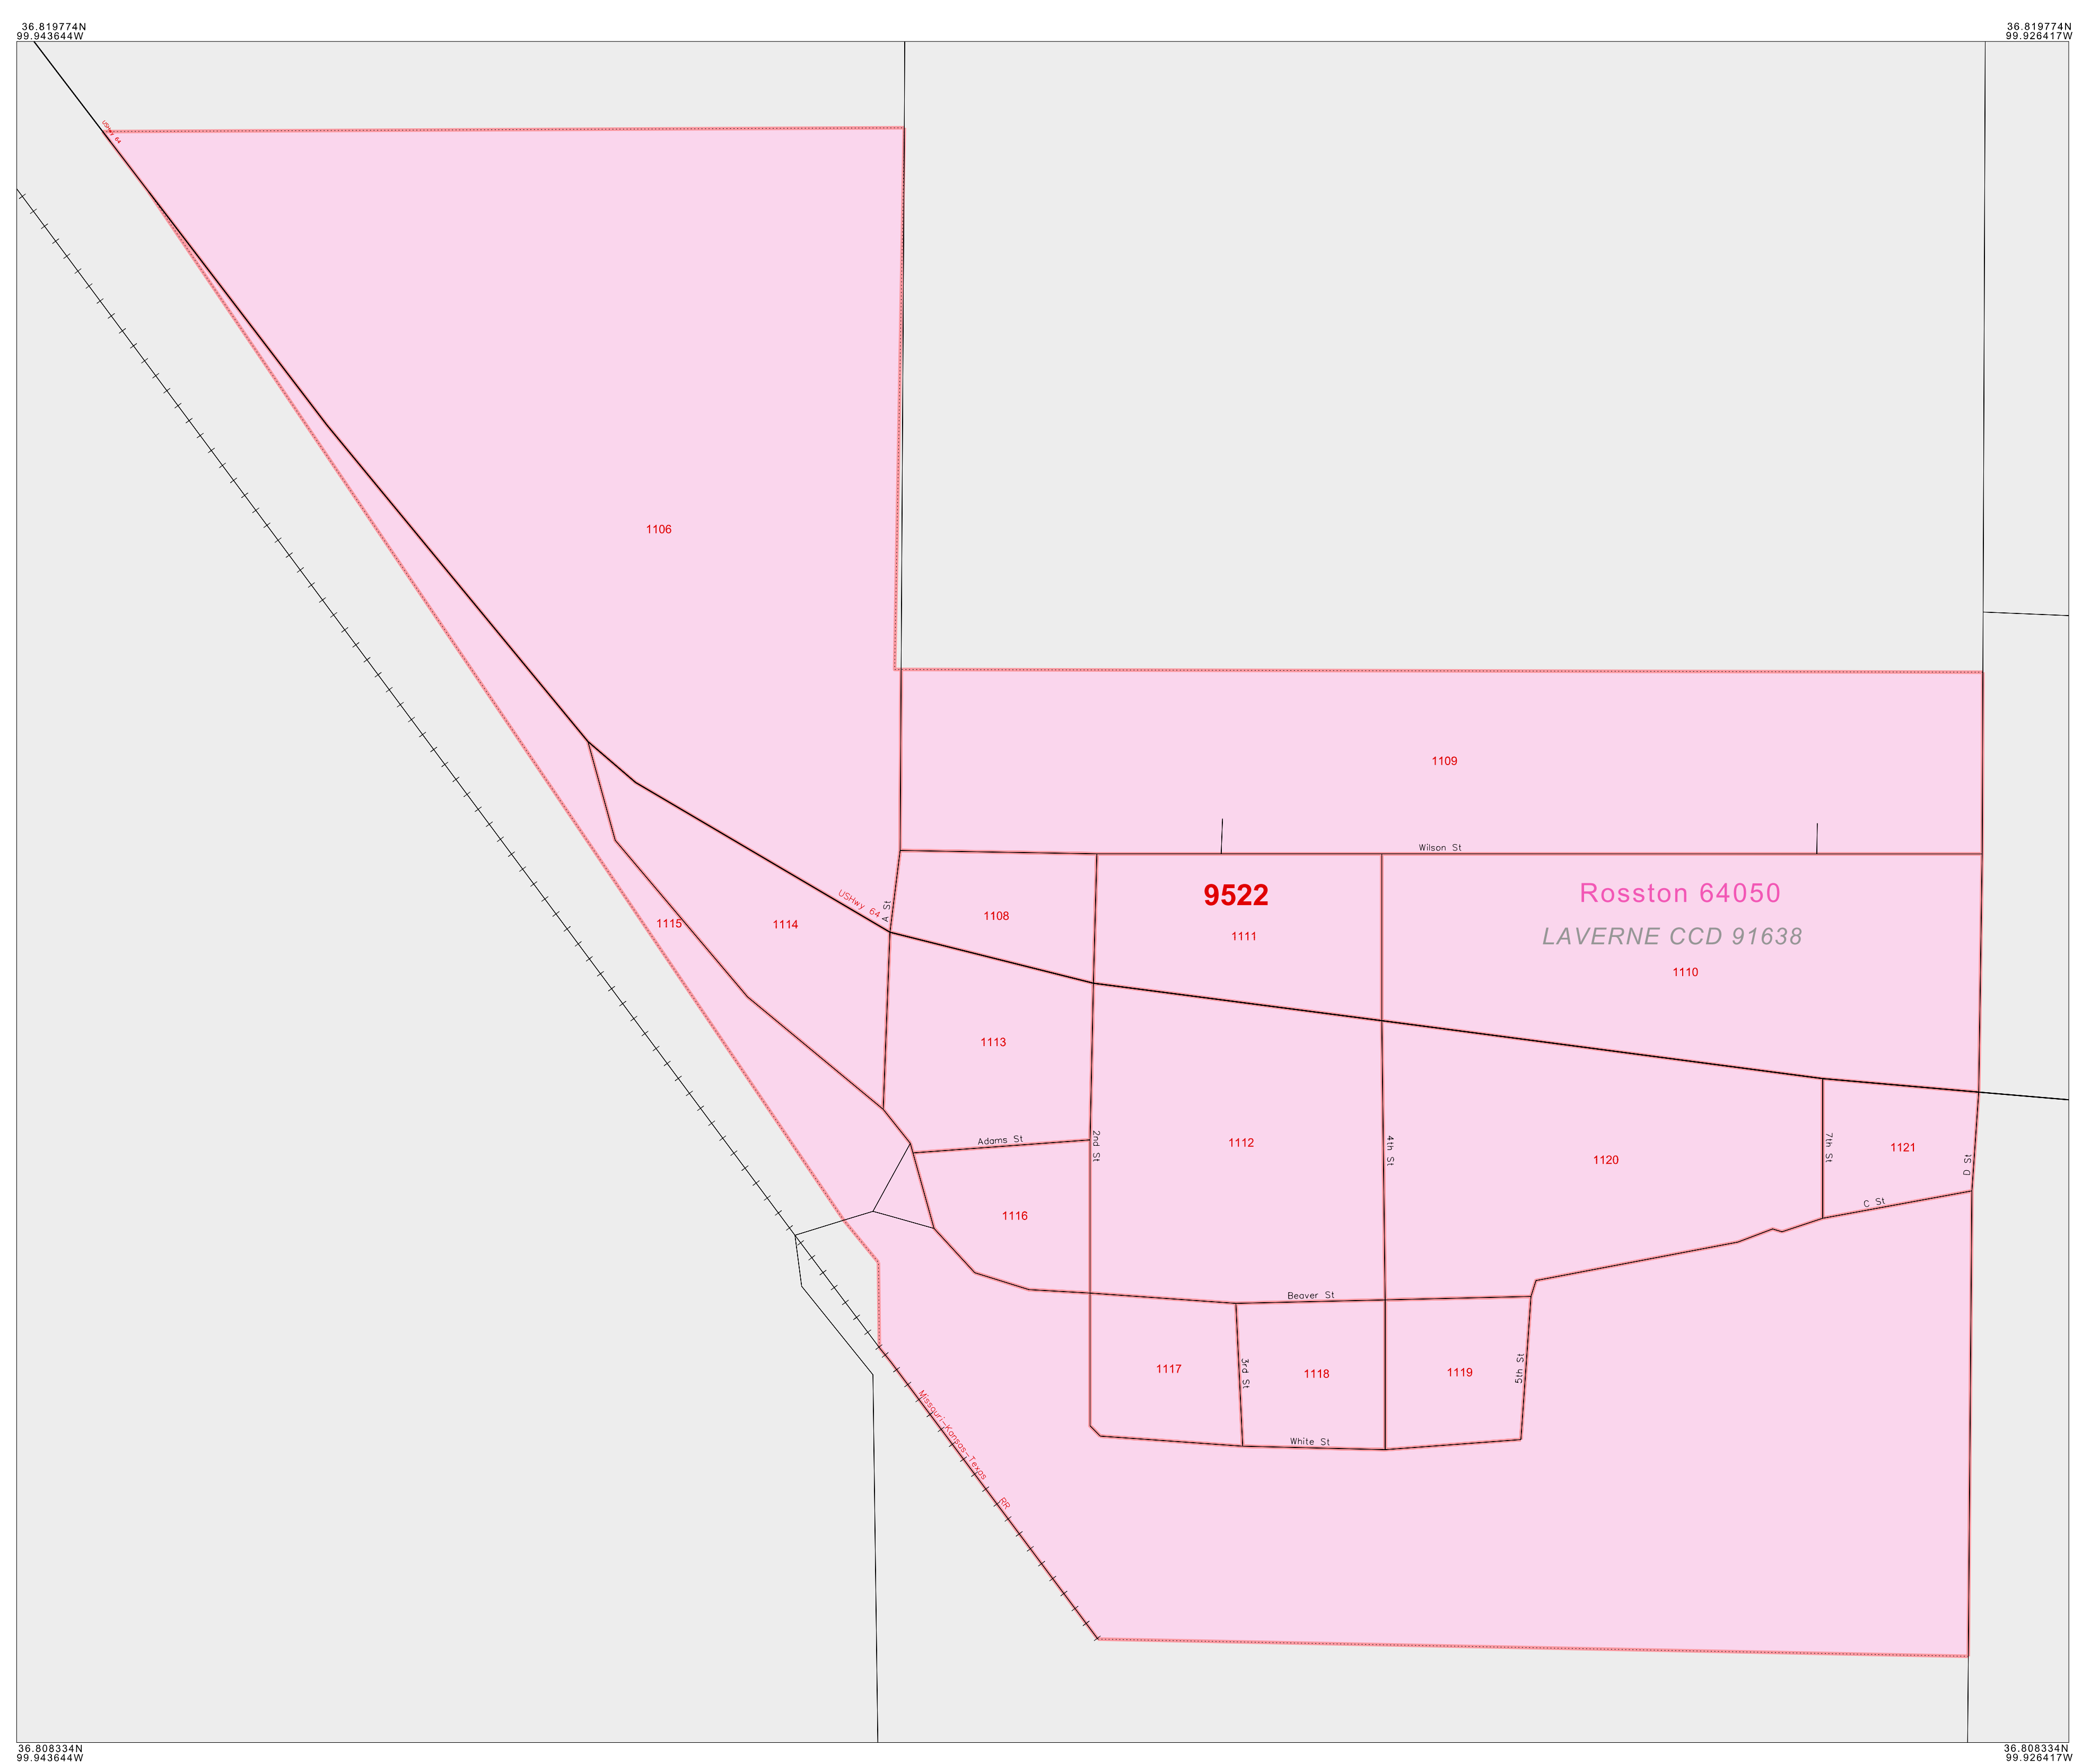 36.819774N
99.943644W
36.819774N
99.926417W
USHwy 64
1106
1109
Wilson St
9522
Rosston 64050
LAVERNE CCD 91638
USHwy 64
A St
1108
1115
1114
1111
1110
1113
Adams St
2nd St
1112
4th St
1120
7th St
1121
D St
C St
1116
Beaver St
1117
3rd St
1118
1119
5th St
White St
Missouri-Kansas-Texas RR
36.808334N
99.943644W
36.808334N
99.926417W